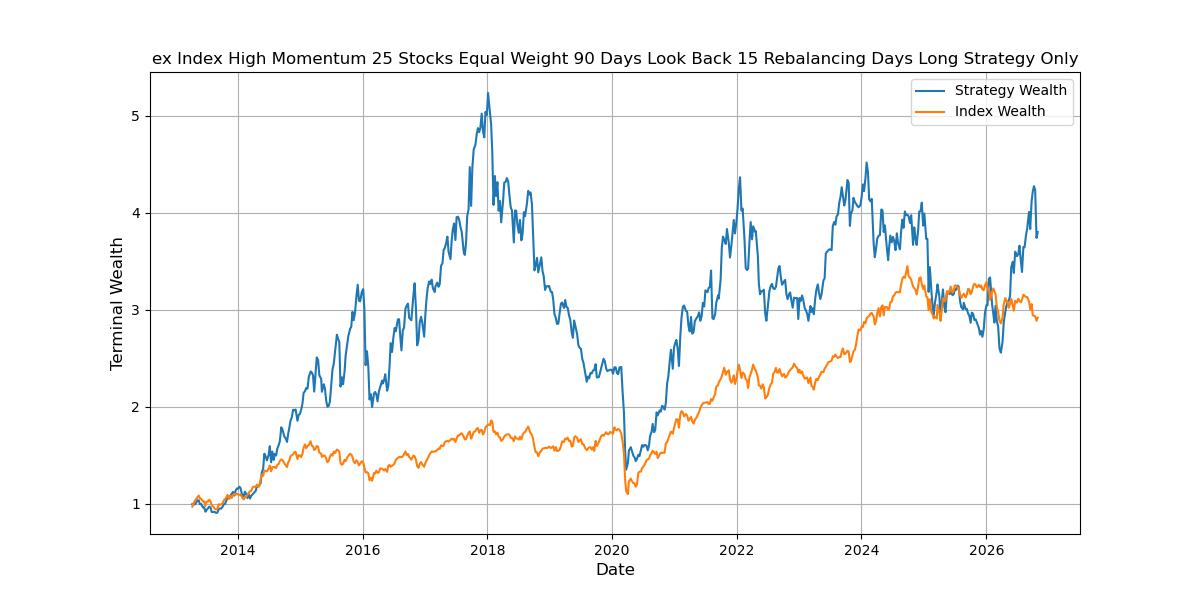 ex Index High Momentum 25 Stocks Equal Weight 90 Days Look Back 15 Rebalancing Days Long Strategy Only
Strategy Wealth
Index Wealth
Terminal Wealth
5
4
3
2
1
2014 2016 2018 2020 2022 2024 2026
Date